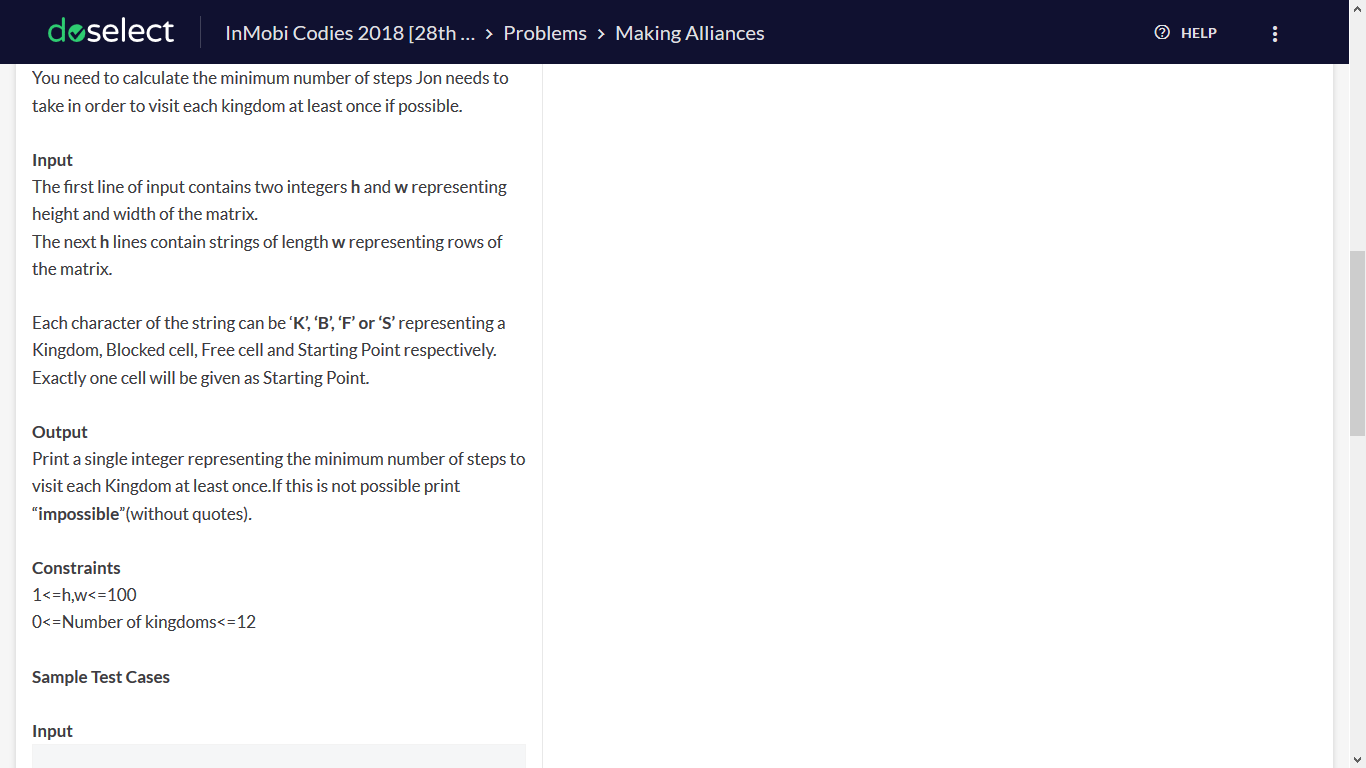 doselect
InMobi Codies 2018 [28th ... › Problems › Making Alliances
HELP
You need to calculate the minimum number of steps Jon needs to
take in order to visit each kingdom at least once if possible.
Input
The first line of input contains two integers h and w representing
height and width of the matrix.
The next h lines contain strings of length w representing rows of
the matrix.
Each character of the string can be ‘K’, ‘B’, ‘F’ or ‘S’ representing a
Kingdom, Blocked cell, Free cell and Starting Point respectively.
Exactly one cell will be given as Starting Point.
Output
Print a single integer representing the minimum number of steps to
visit each Kingdom at least once.If this is not possible print
“impossible”(without quotes).
Constraints
1<=h,w<=100
0<=Number of kingdoms<=12
Sample Test Cases
Input